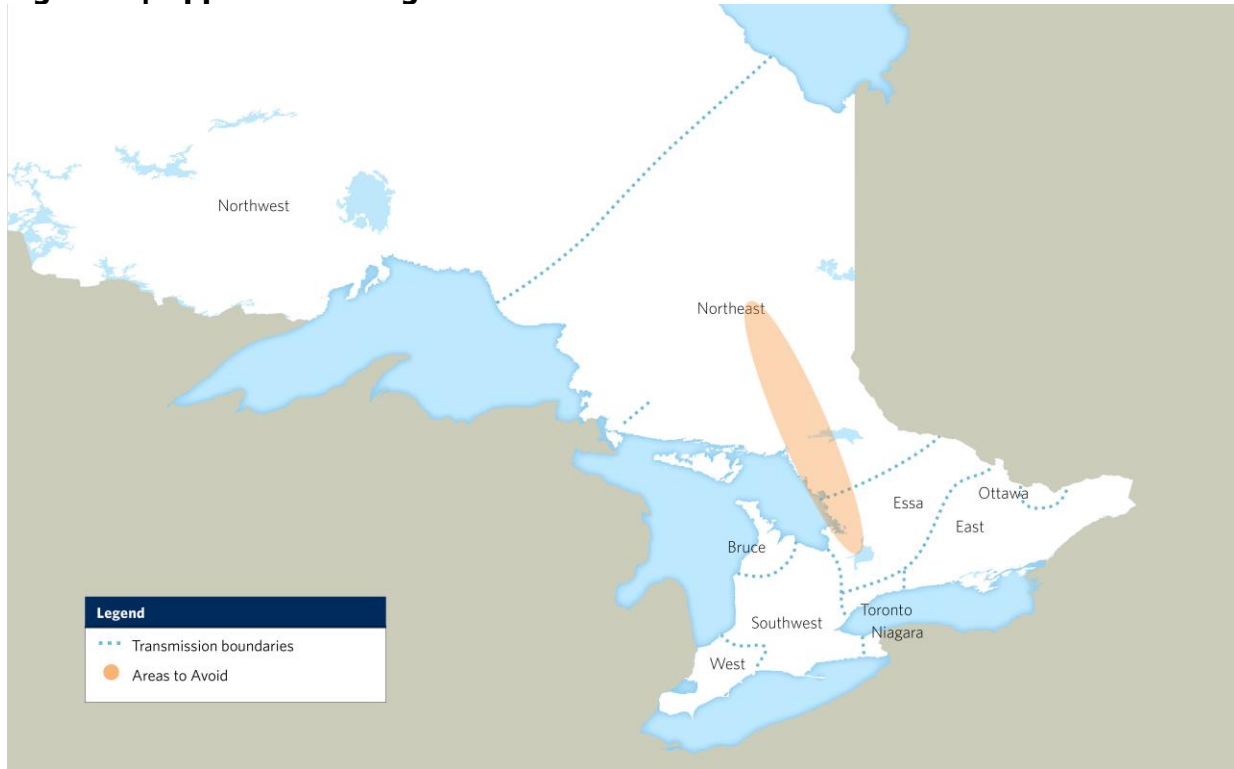 Northwest
Northeast
Essa
Ottawa
East
Bruce
Toronto
Southwest
Niagara
West
Legend
Transmission boundaries
Areas to Avoid